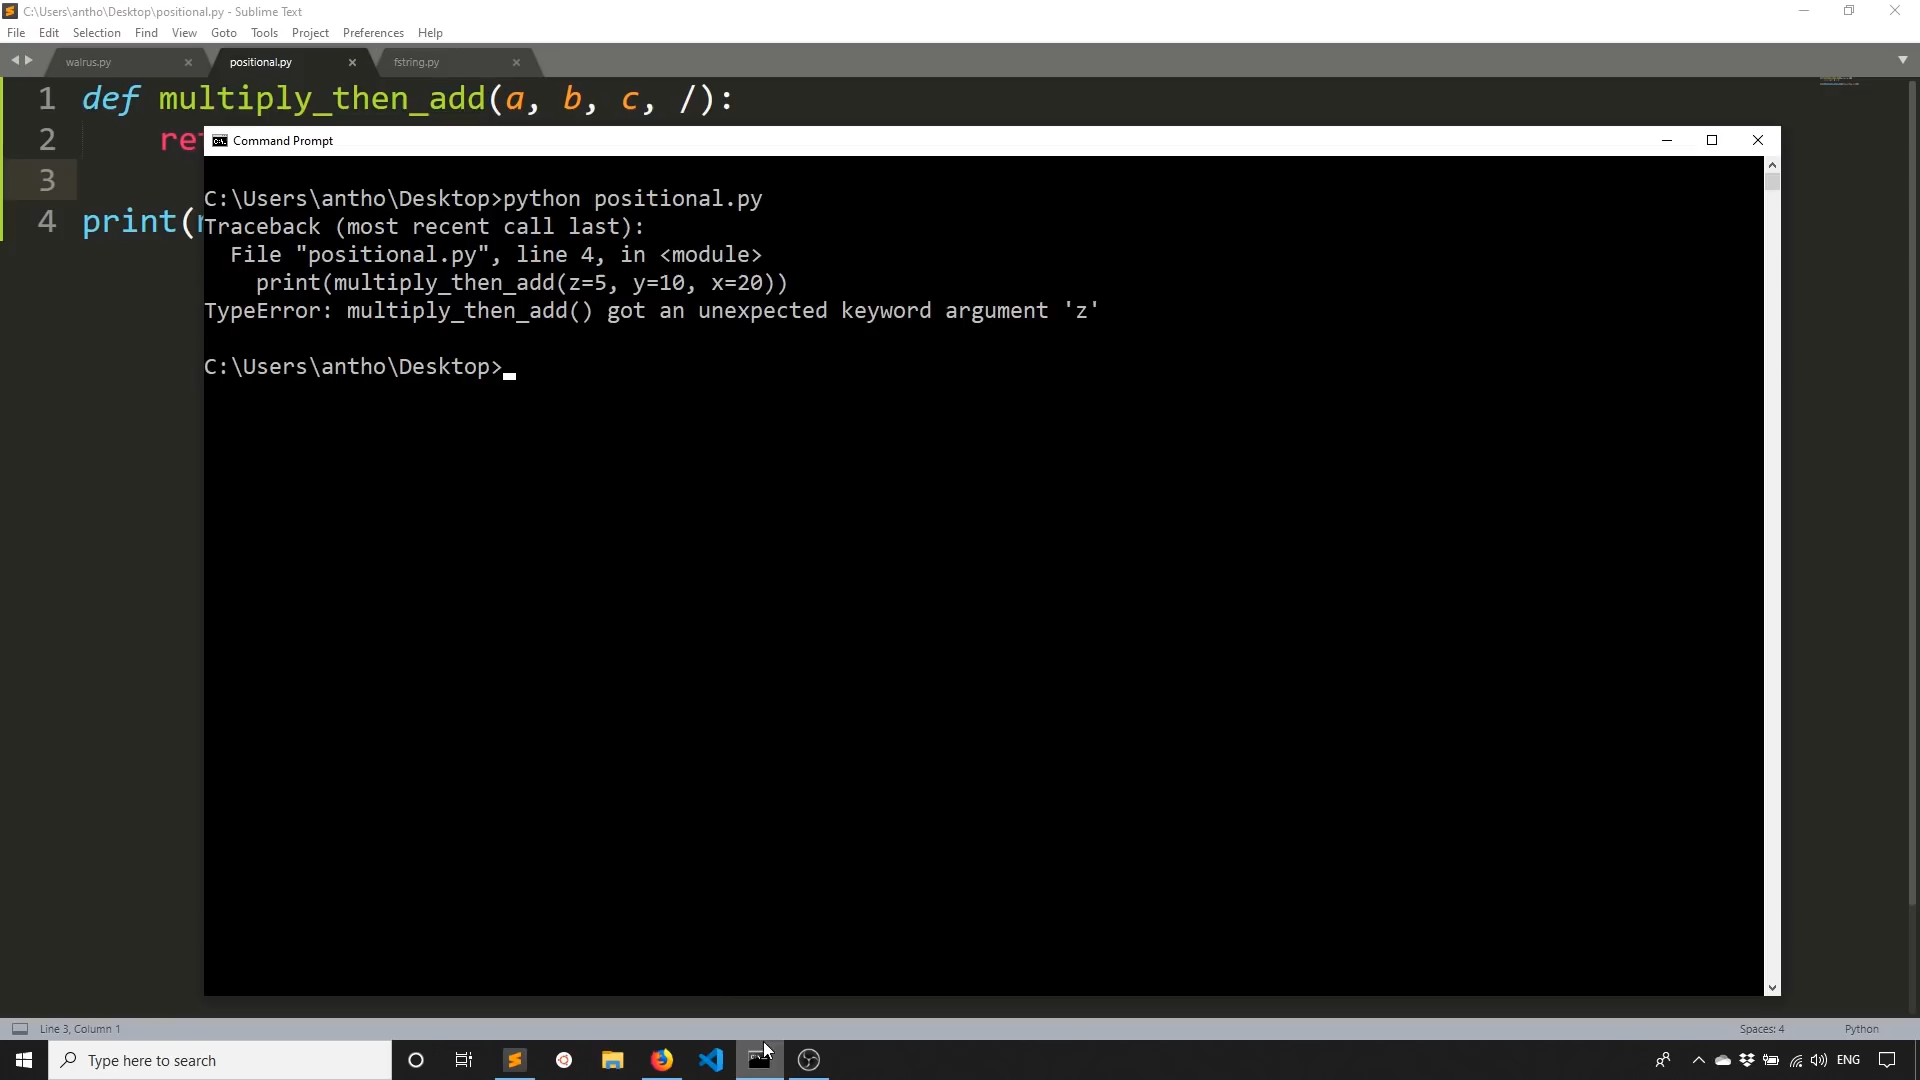 C:\Users\antho\Desktop\positional.py - Sublime Text
File Edit Selection Find View Goto Tools Project Preferences Help
walrus.py positional.py fstring.py
1 def multiply_then_add(a, b, c, /):
2 re
3
4 print(
Command Prompt
C:\Users\antho\Desktop>python positional.py
Traceback (most recent call last):
File "positional.py", line 4, in <module>
print(multiply_then_add(z=5, y=10, x=20))
TypeError: multiply_then_add() got an unexpected keyword argument 'z'
C:\Users\antho\Desktop>
Line 3, Column 1 Spaces: 4 Python
Type here to search ENG